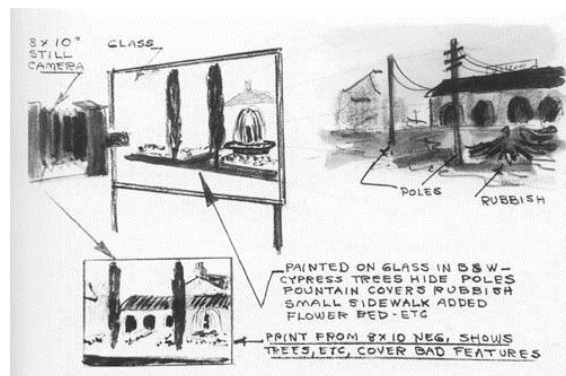 8X10"
STILL
CAMERA
GLASS
POLES
RUBBISH
PAINTED ON GLASS IN B&W-
CYPRESS TREES HIDE POLES
FOUNTAIN COVERS RUBBISH
SMALL SIDEWALK ADDED
FLOWER BED-ETC
PRINT FROM 8X10 NEG, SHOWS
TREES, ETC, COVER BAD FEATURES